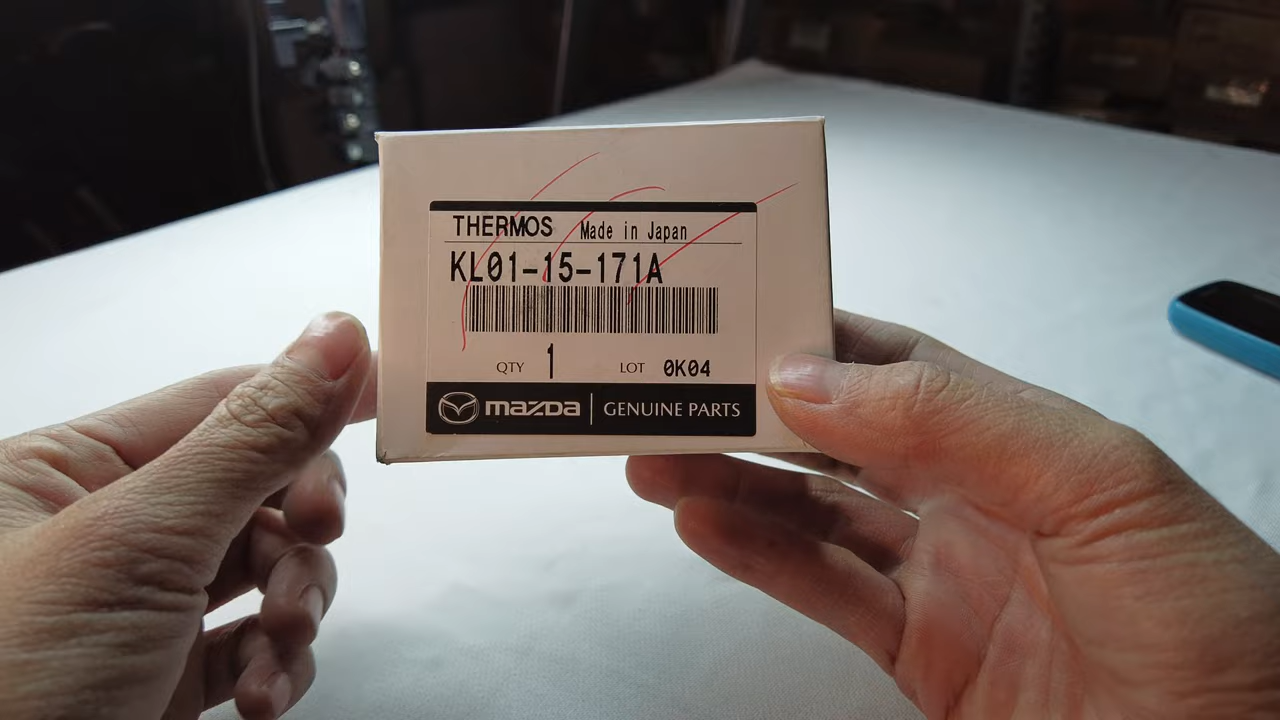 THERMOS Made in Japan
KL01-15-171A
QTY 1 LOT 0K04
mazda GENUINE PARTS